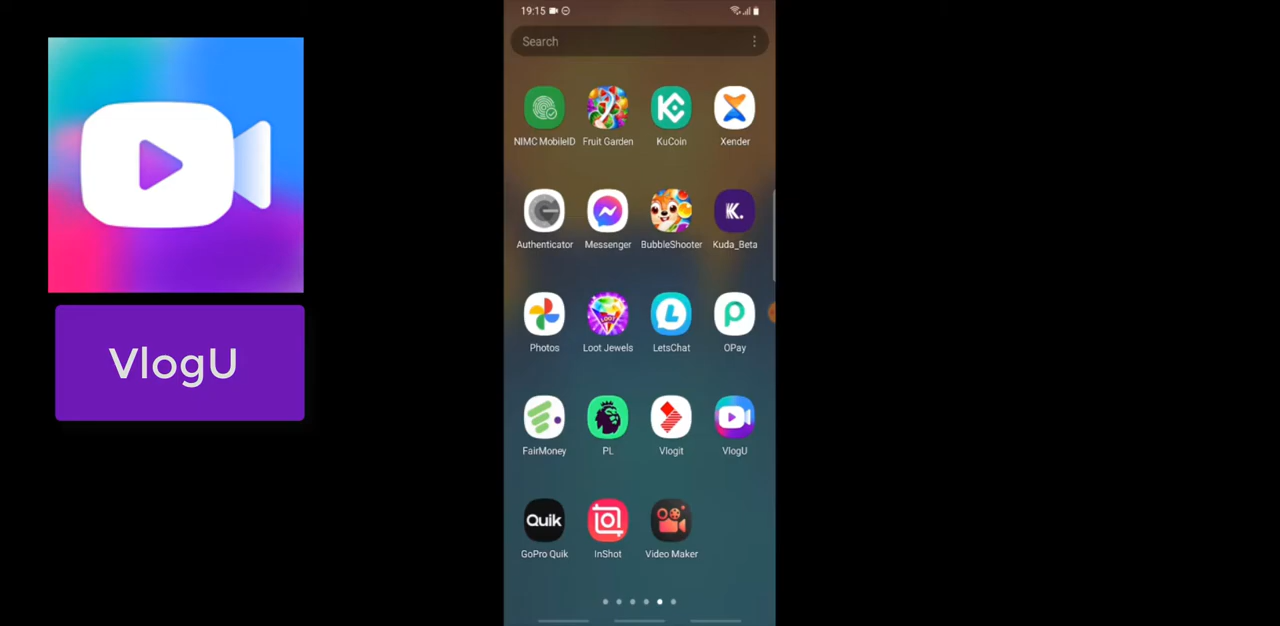 VlogU
19:15
Search
NIMC MobileID Fruit Garden KuCoin Xender
Authenticator Messenger BubbleShooter Kuda_Beta
K.
LOOT
Photos Loot Jewels LetsChat OPay
FairMoney PL Vlogit VlogU
Quik
GoPro Quik InShot Video Maker